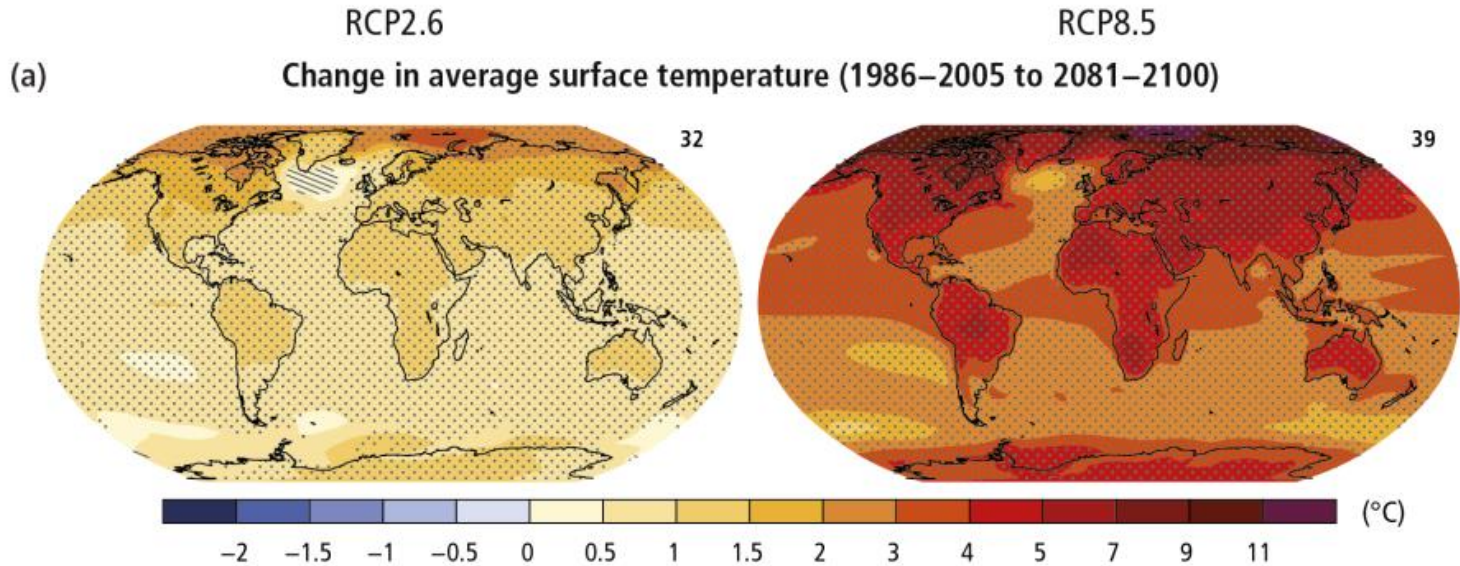 RCP2.6 RCP8.5
(a) Change in average surface temperature (1986–2005 to 2081–2100)
32 39
(°C)
−2 −1.5 −1 −0.5 0 0.5 1 1.5 2 3 4 5 7 9 11